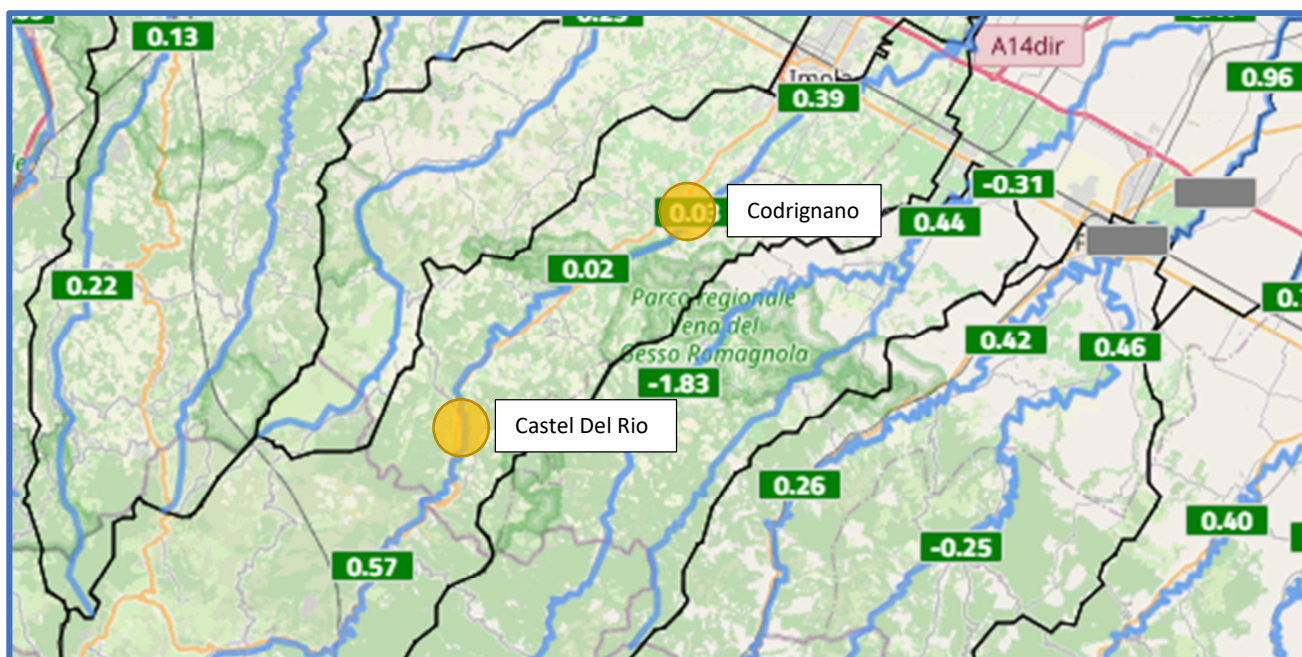 0.13
A14dir
0.96
Imola
0.39
-0.31
0.03
Codrignano
0.44
0.02
0.22
Parco regionale
Vena del
Gesso Romagnola
0.42
0.46
-1.83
Castel Del Rio
0.26
0.40
-0.25
0.57